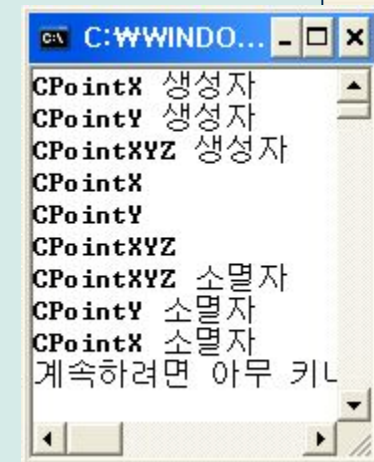 C:₩WINDO...
CPointX 생성자
CPointY 생성자
CPointXYZ 생성자
CPointX
CPointY
CPointXYZ
CPointXYZ 소멸자
CPointY 소멸자
CPointX 소멸자
계속하려면 아무 키